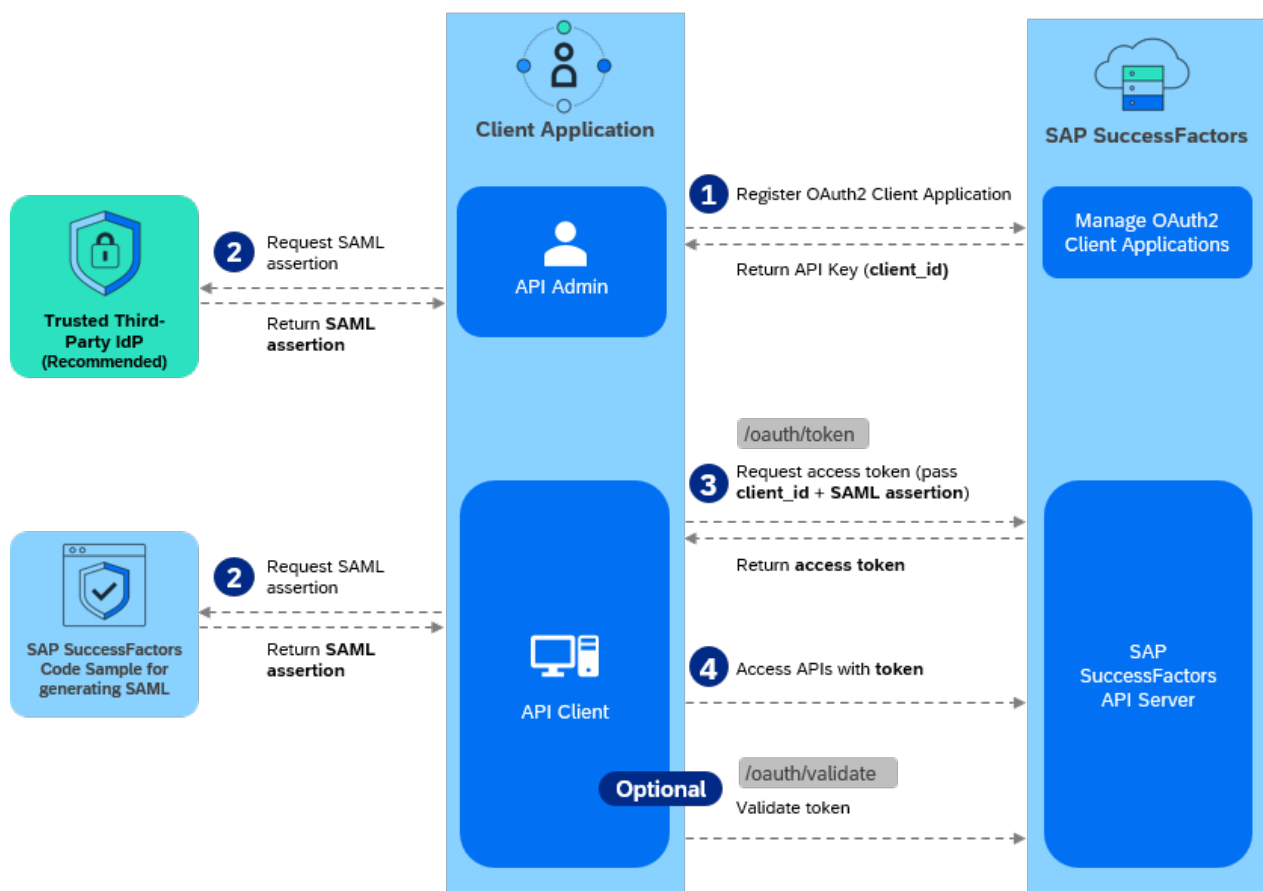 Client Application
SAP SuccessFactors
1
Register OAuth2 Client Application
Return API Key (client_id)
API Admin
Manage OAuth2
Client Applications
2
Request SAML
assertion
Return SAML
assertion
Trusted Third-
Party IdP
(Recommended)
/oauth/token
3
Request access token (pass
client_id + SAML assertion)
Return access token
2
Request SAML
assertion
Return SAML
assertion
SAP SuccessFactors
Code Sample for
generating SAML
API Client
4
Access APIs with token
SAP
SuccessFactors
API Server
Optional
/oauth/validate
Validate token